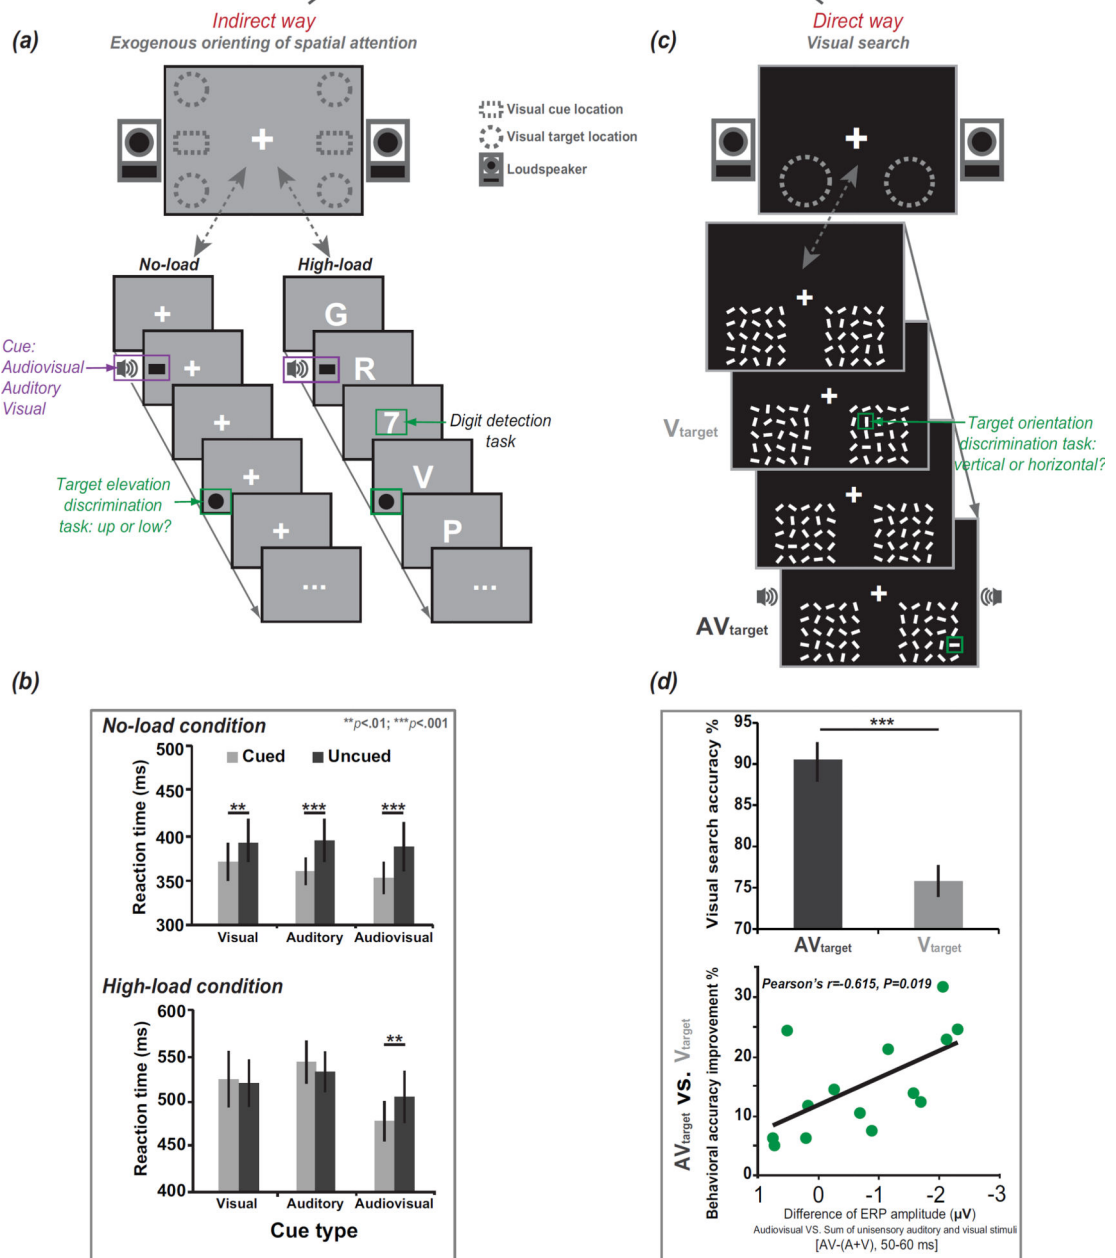 Indirect way
(a)
Exogenous orienting of spatial attention
Visual cue location
Visual target location
Loudspeaker
No-load
High-load
G
R
7
V
P
...
...
Cue:
Audiovisual
Auditory
Visual
Digit detection
task
Target elevation
discrimination
task: up or low?
Direct way
(c)
Visual search
Vtarget
Target orientation
discrimination task:
vertical or horizontal?
AVtarget
(b)
No-load condition
**p<.01; ***p<.001
Reaction time (ms)
500
450
400
350
300
Cued
Uncued
**
***
***
Visual
Auditory
Audiovisual
High-load condition
Reaction time (ms)
600
550
500
450
400
**
Visual
Auditory
Audiovisual
Cue type
(d)
Visual search accuracy %
95
90
85
80
75
70
***
AVtarget
Vtarget
AVtarget vs. Vtarget
Behavioral accuracy improvement %
Pearson's r=-0.615, P=0.019
30
20
10
0
1
0
-1
-2
-3
Difference of ERP amplitude (µV)
Audiovisual VS. Sum of unisensory auditory and visual stimuli
[AV-(A+V), 50-60 ms]